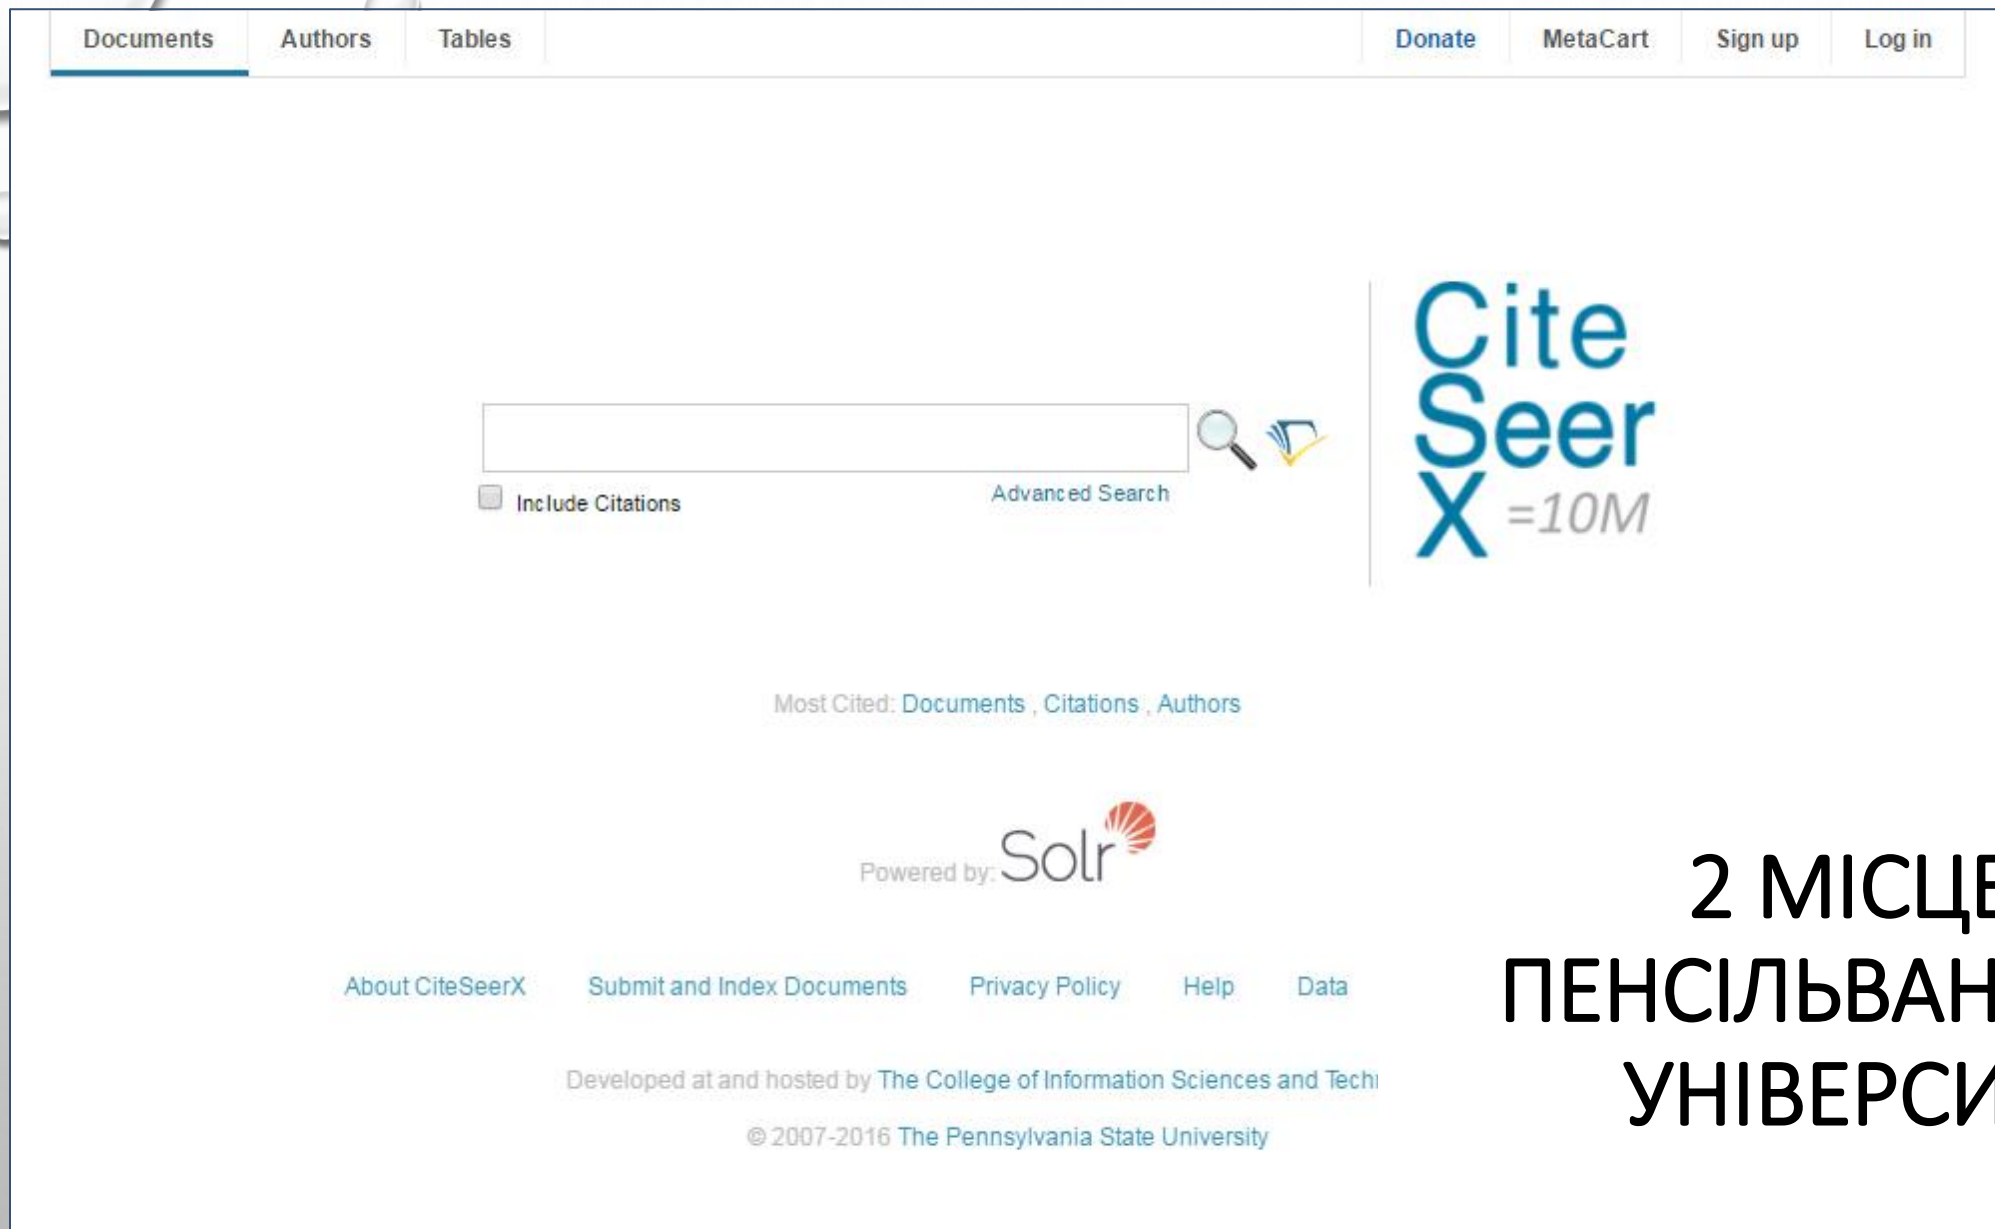 Documents Authors Tables Donate MetaCart Sign up Log in
Cite
Seer
X =10M
Include Citations Advanced Search
Most Cited: Documents , Citations , Authors
Powered by: Solr
2 МІСЦЕ
ПЕНСІЛЬВАН
УНІВЕРСИ
About CiteSeerX Submit and Index Documents Privacy Policy Help Data
Developed at and hosted by The College of Information Sciences and Tech
© 2007-2016 The Pennsylvania State University